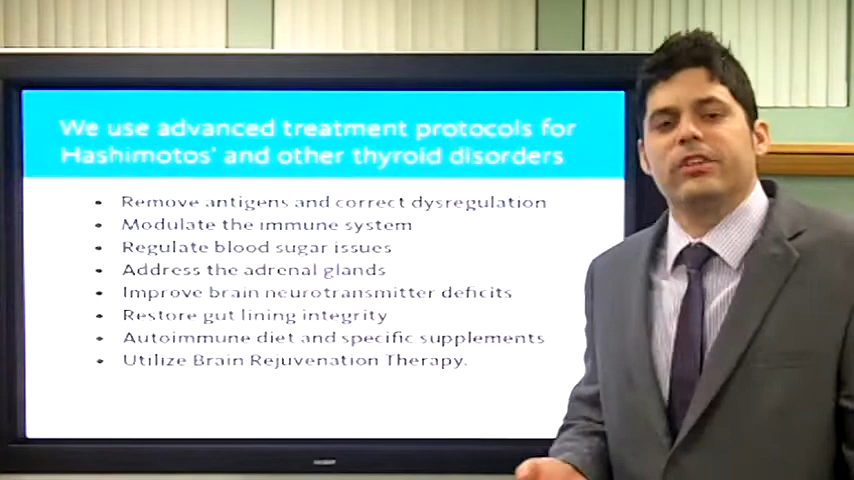 We use advanced treatment protocols for
Hashimotos' and other thyroid disorders
• Remove antigens and correct dysregulation
• Modulate the immune system
• Regulate blood sugar issues
• Address the adrenal glands
• Improve brain neurotransmitter deficits
• Restore gut lining integrity
• Autoimmune diet and specific supplements
• Utilize Brain Rejuvenation Therapy.